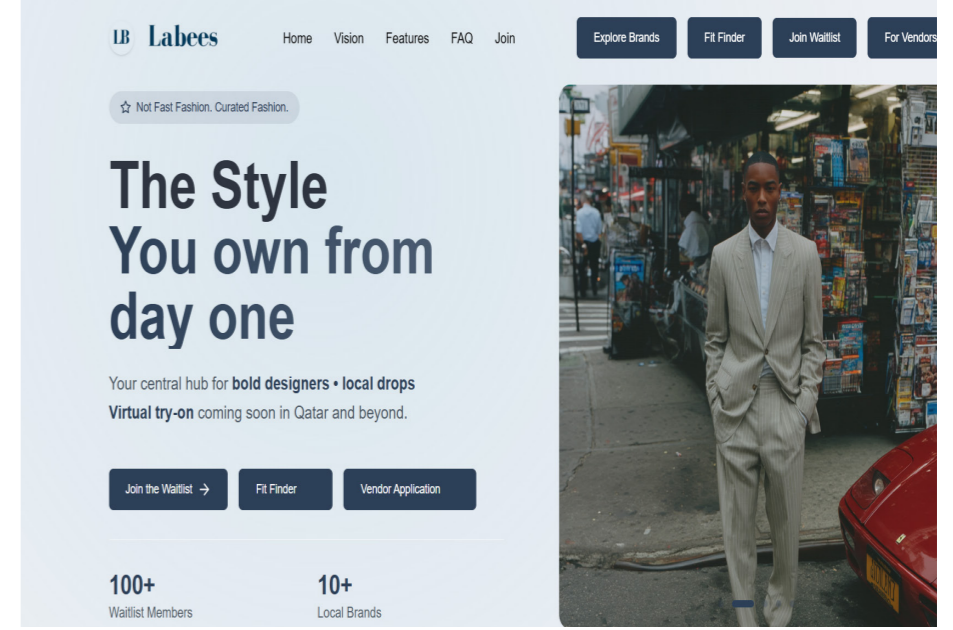 LB Labees
Home Vision Features FAQ Join
Explore Brands Fit Finder Join Waitlist For Vendors
Not Fast Fashion. Curated Fashion.
The Style
You own from
day one
Your central hub for bold designers • local drops
Virtual try-on coming soon in Qatar and beyond.
Join the Waitlist → Fit Finder Vendor Application
100+ 10+
Waitlist Members Local Brands